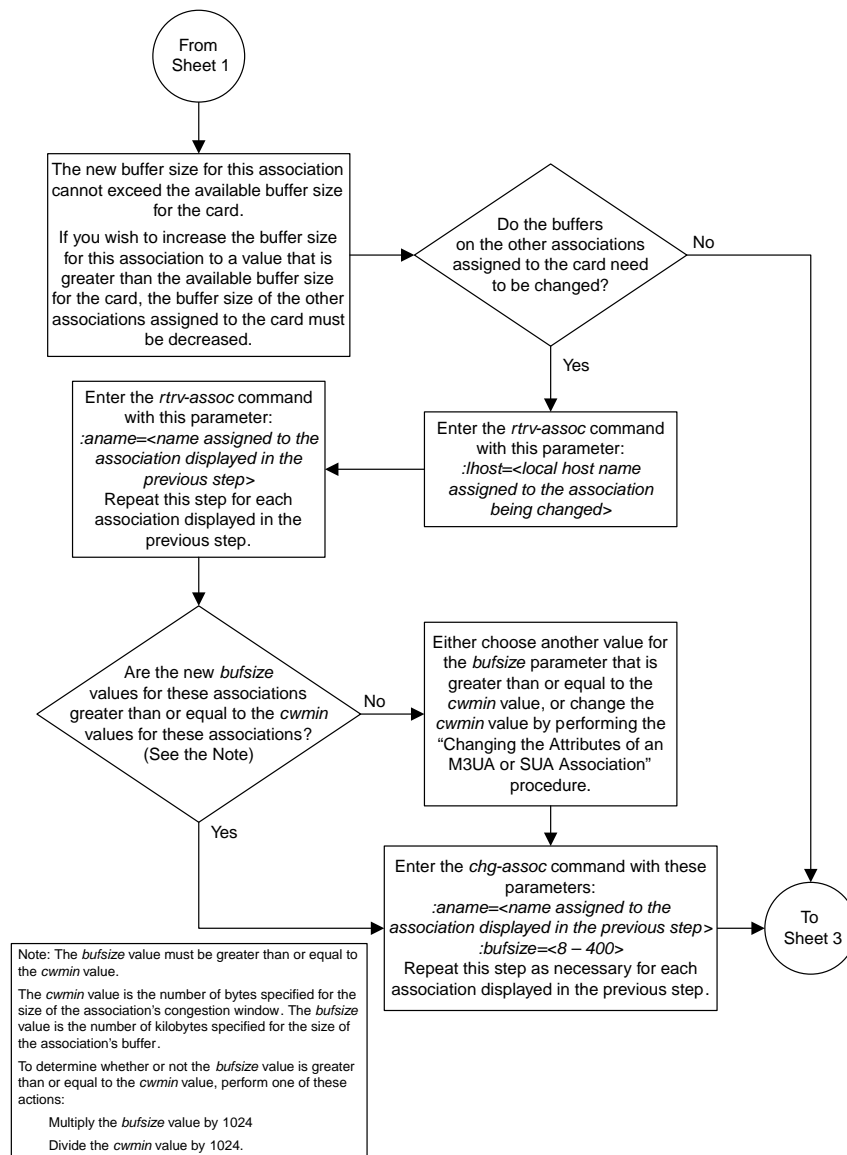 From
Sheet 1
The new buffer size for this association
cannot exceed the available buffer size
for the card.
If you wish to increase the buffer size
for this association to a value that is
greater than the available buffer size
for the card, the buffer size of the other
associations assigned to the card must
be decreased.
Do the buffers
on the other associations
assigned to the card need
to be changed?
No
Yes
Enter the rtrv-assoc command
with this parameter:
:lhost=<local host name
assigned to the association
being changed>
Enter the rtrv-assoc command
with this parameter:
:aname=<name assigned to the
association displayed in the
previous step>
Repeat this step for each
association displayed in the
previous step.
Are the new bufsize
values for these associations
greater than or equal to the cwmin
values for these associations?
(See the Note)
No
Yes
Either choose another value for
the bufsize parameter that is
greater than or equal to the
cwmin value, or change the
cwmin value by performing the
“Changing the Attributes of an
M3UA or SUA Association”
procedure.
Enter the chg-assoc command with these
parameters:
:aname=<name assigned to the
association displayed in the previous step>
:bufsize=<8 – 400>
Repeat this step as necessary for each
association displayed in the previous step.
To
Sheet 3
Note: The bufsize value must be greater than or equal to
the cwmin value.
The cwmin value is the number of bytes specified for the
size of the association’s congestion window. The bufsize
value is the number of kilobytes specified for the size of
the association’s buffer.
To determine whether or not the bufsize value is greater
than or equal to the cwmin value, perform one of these
actions:
Multiply the bufsize value by 1024
Divide the cwmin value by 1024.